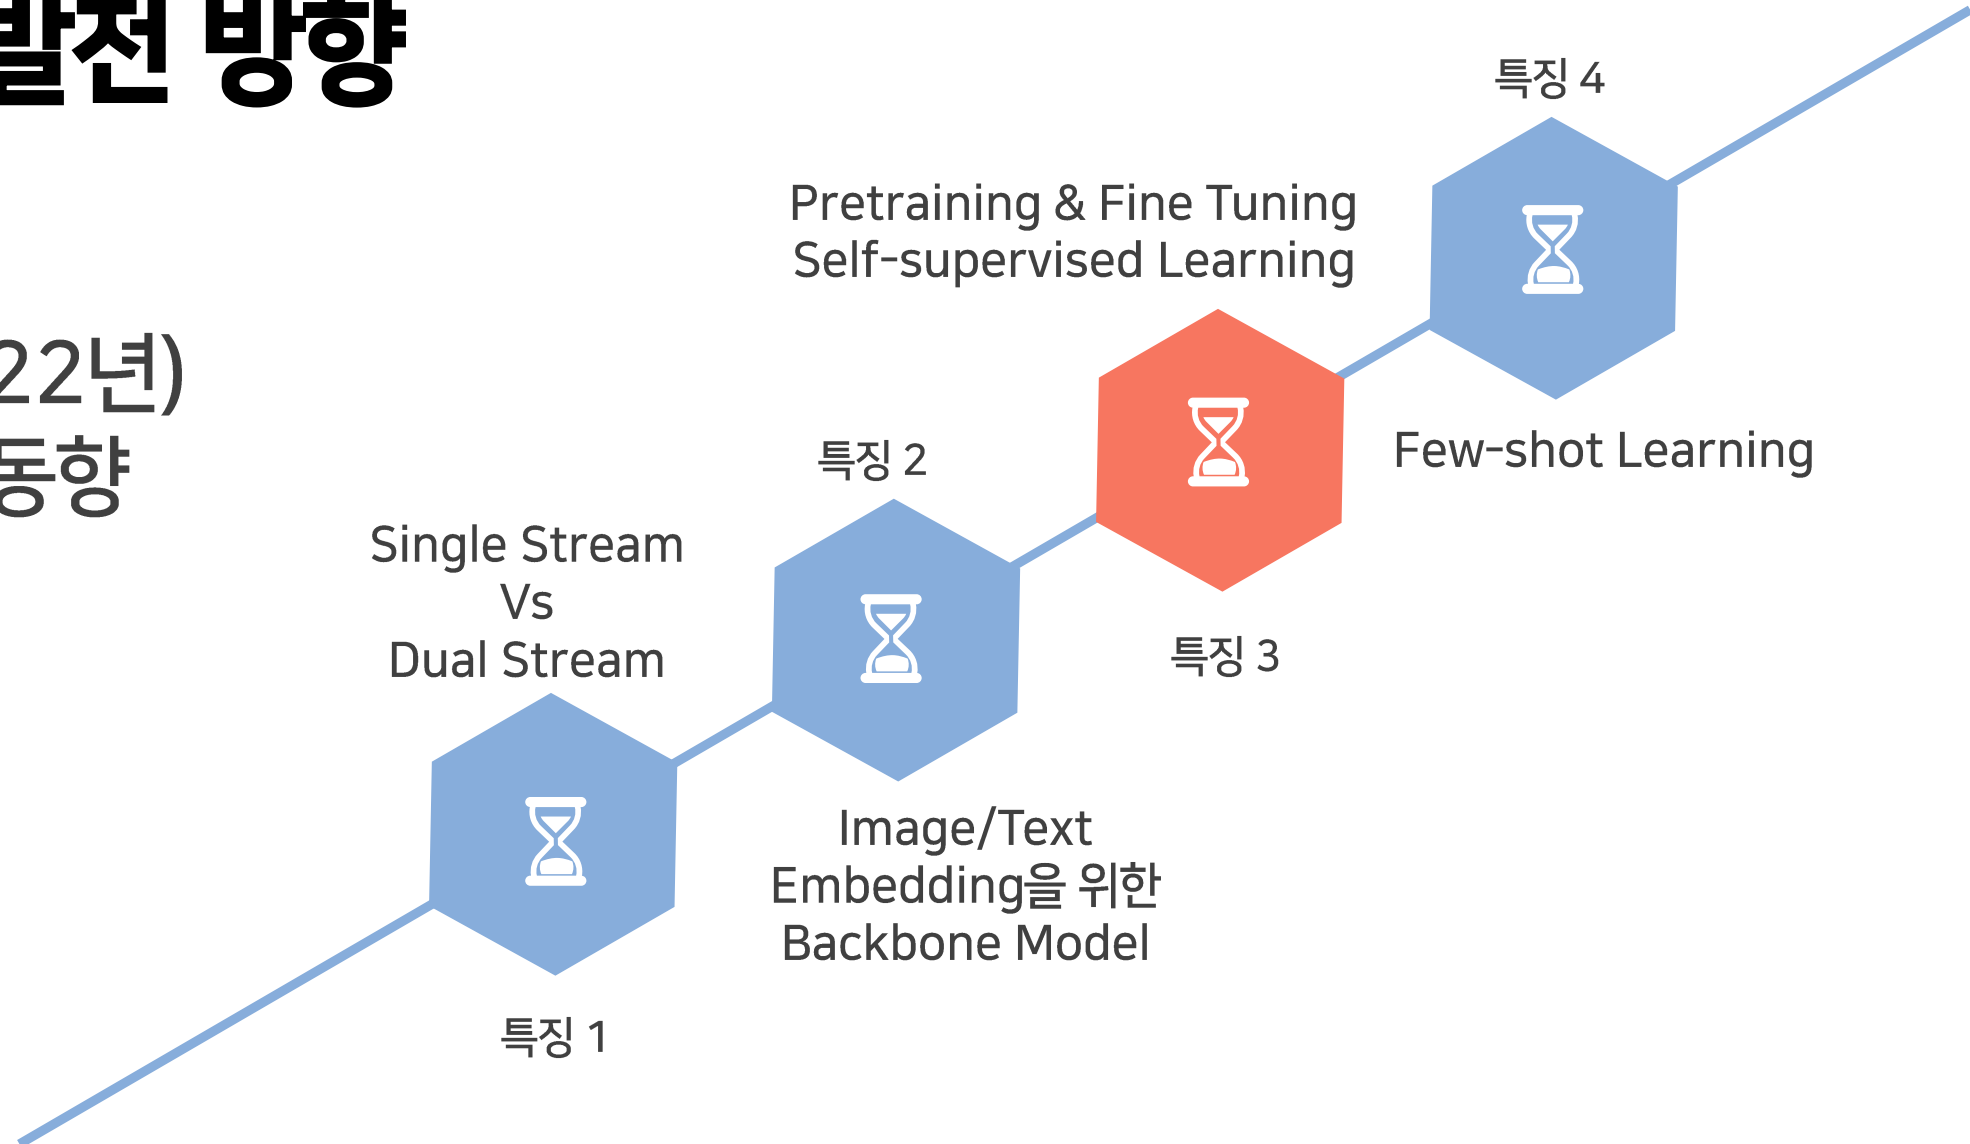 발전 방향
22년)
동향
특징 4
Pretraining & Fine Tuning
Self-supervised Learning
Few-shot Learning
특징 2
특징 3
Single Stream
Vs
Dual Stream
Image/Text
Embedding을 위한
Backbone Model
특징 1